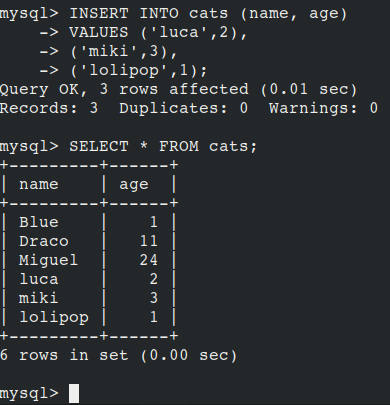 mysql> INSERT INTO cats (name, age)
    -> VALUES ('luca',2),
    -> ('miki',3),
    -> ('lolipop',1);
Query OK, 3 rows affected (0.01 sec)
Records: 3  Duplicates: 0  Warnings: 0
mysql> SELECT * FROM cats;
+---------+------+
| name    | age  |
+---------+------+
| Blue    |    1 |
| Draco   |   11 |
| Miguel  |   24 |
| luca    |    2 |
| miki    |    3 |
| lolipop |    1 |
+---------+------+
6 rows in set (0.00 sec)
mysql>